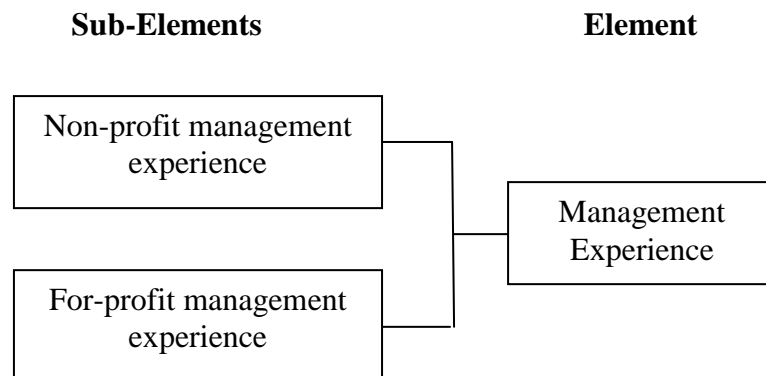 Sub-Elements
Element
Non-profit management
experience
Management
Experience
For-profit management
experience